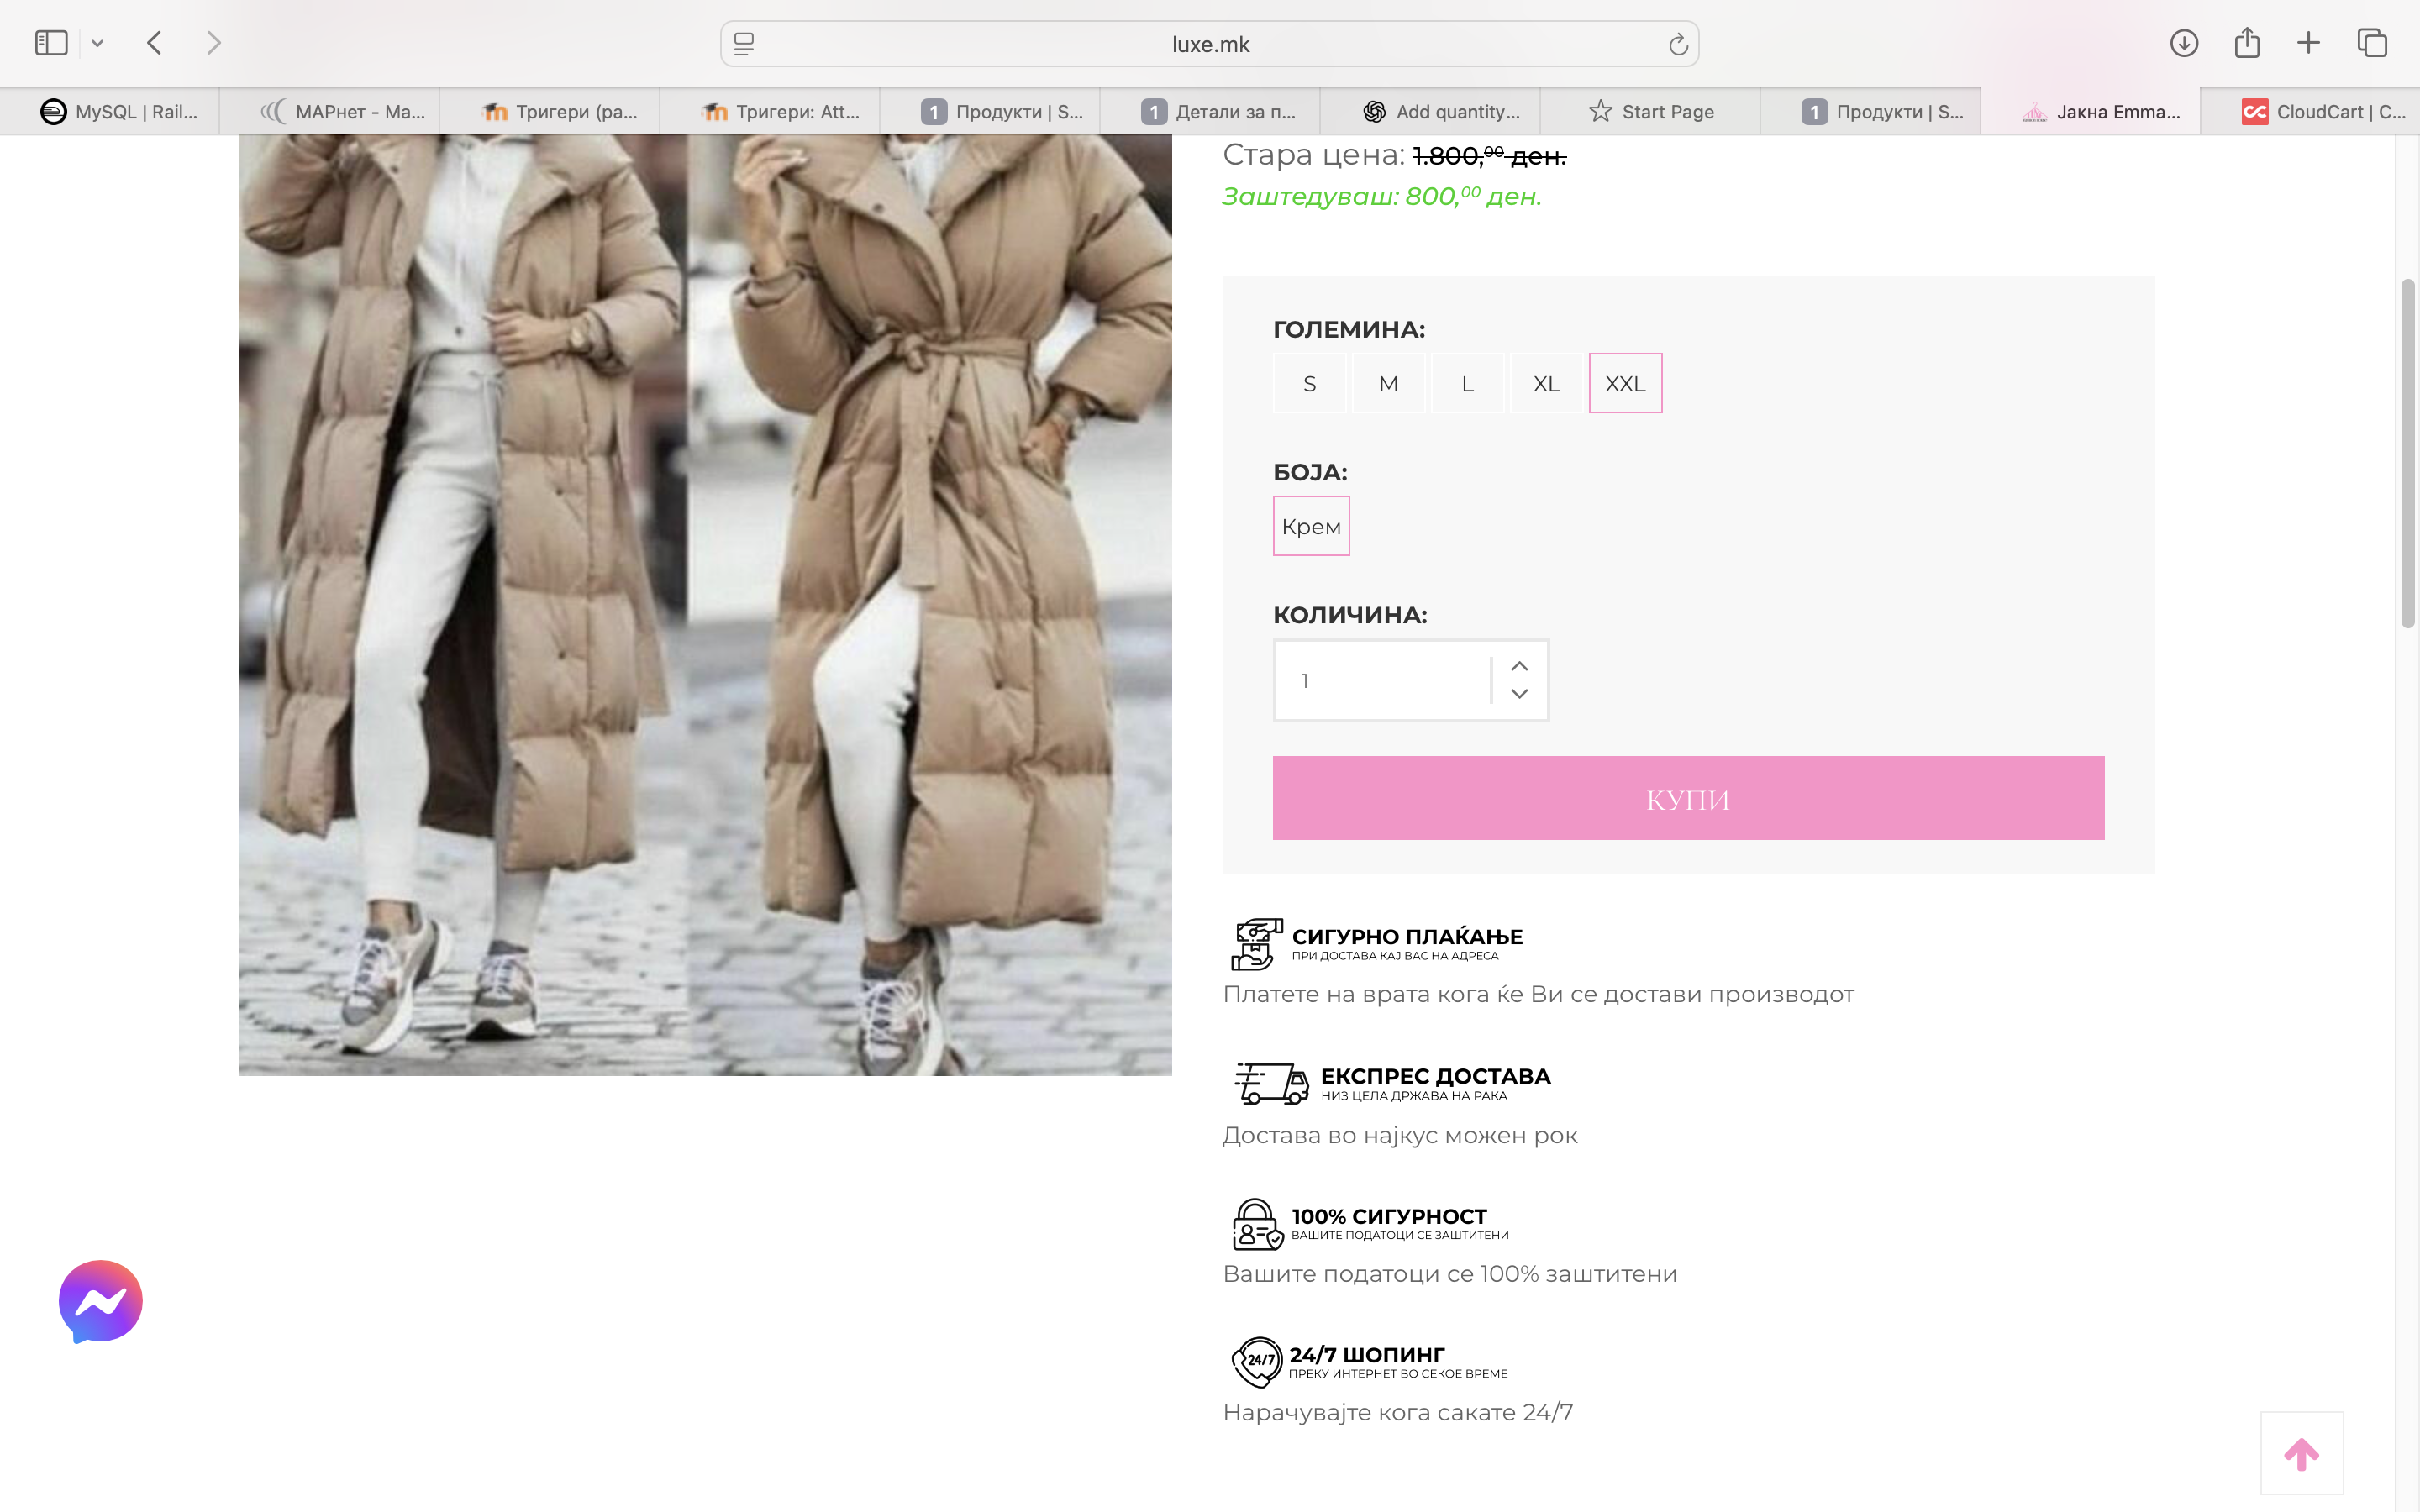 luxe.mk
MySQL | Rail...
МАРнет - Ма...
Тригери (ра...
Тригери: Att...
1 Продукти | S...
1 Детали за п...
Add quantity...
Start Page
1 Продукти | S...
Јакна Emma...
CloudCart | C...
Стара цена: 1.800,00 ден.
Заштедуваш: 800,00 ден.
ГОЛЕМИНА:
S M L XL XXL
БОЈА:
Крем
КОЛИЧИНА:
1
КУПИ
СИГУРНО ПЛАЌАЊЕ
ПРИ ДОСТАВА КАЈ ВАС НА АДРЕСА
Платете на врата кога ќе Ви се достави производот
ЕКСПРЕС ДОСТАВА
НИЗ ЦЕЛА ДРЖАВА НА РАКА
Достава во најкус можен рок
100% СИГУРНОСТ
ВАШИТЕ ПОДАТОЦИ СЕ ЗАШТИТЕНИ
Вашите податоци се 100% заштитени
24/7
24/7 ШОПИНГ
ПРЕКУ ИНТЕРНЕТ ВО СЕКОЕ ВРЕМЕ
Нарачувајте кога сакате 24/7